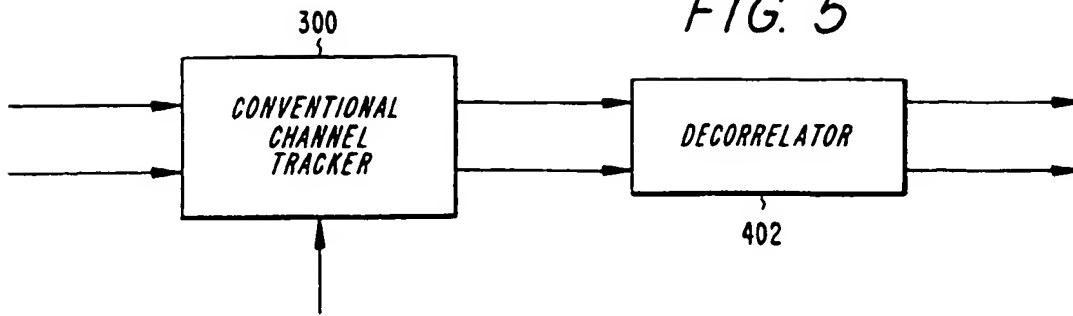 FIG. 5
300
CONVENTIONAL
CHANNEL
TRACKER
DECORRELATOR
402